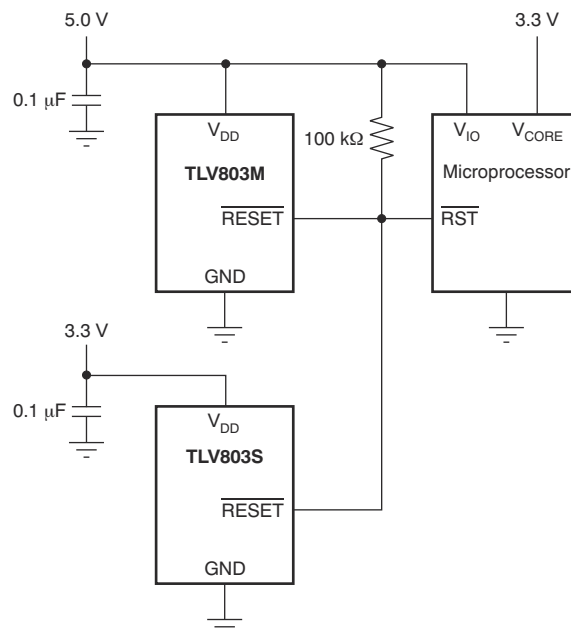 5.0 V
3.3 V
0.1 μF
V_DD
100 kΩ
V_IO
V_CORE
TLV803M
Microprocessor
RESET
RST
GND
3.3 V
0.1 μF
V_DD
TLV803S
RESET
GND